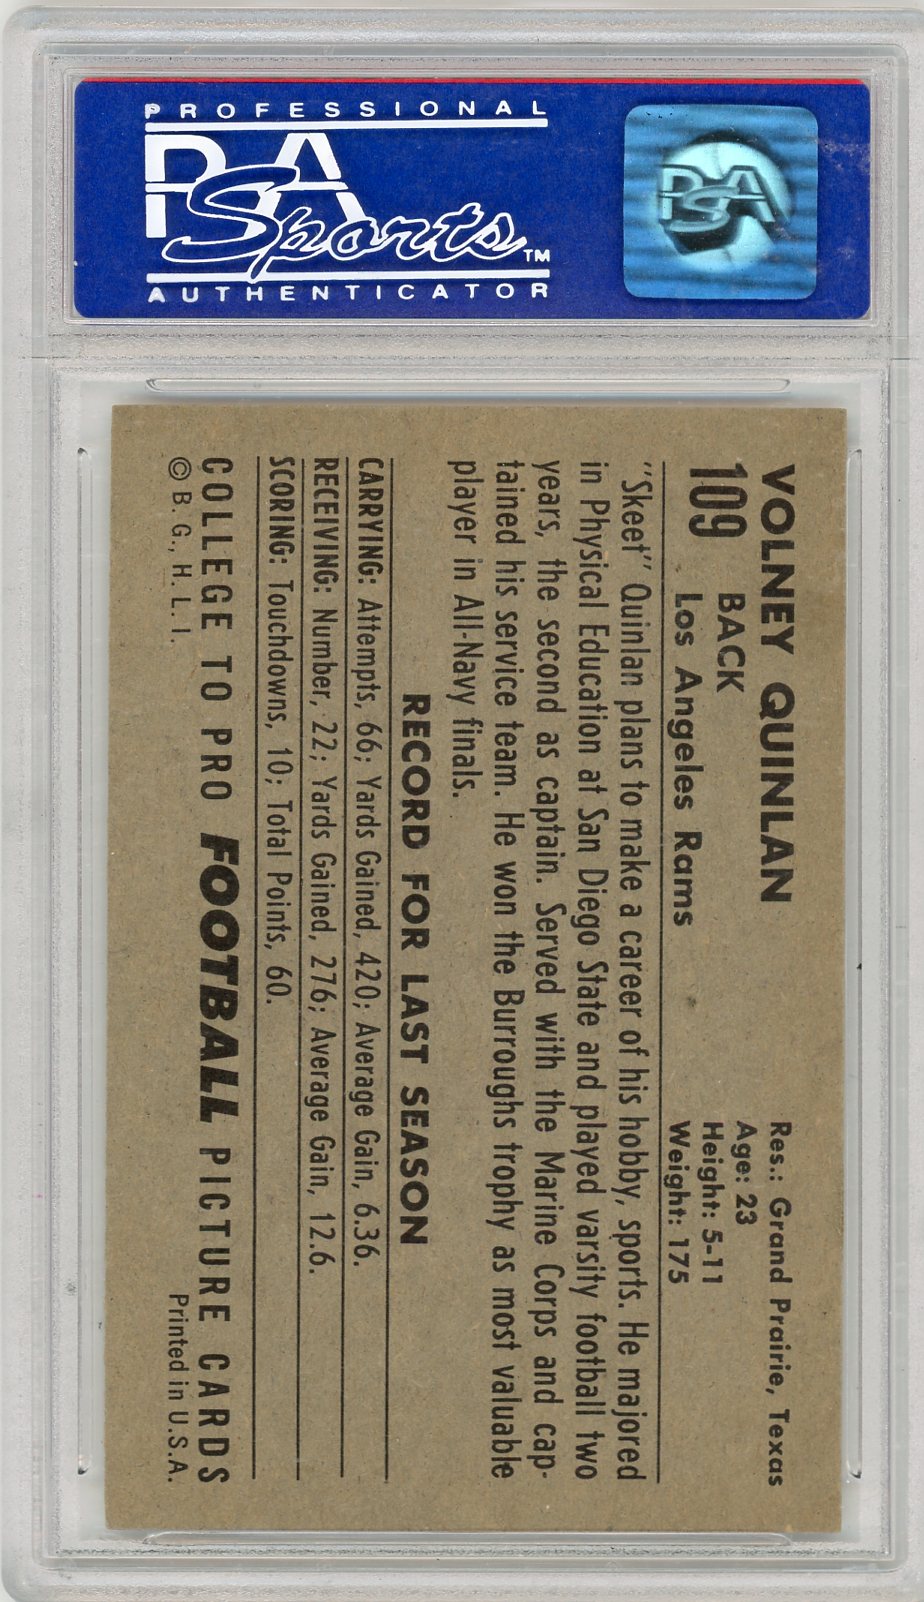 PROFESSIONAL
PSA
Sports™
AUTHENTICATOR
PSA
VOLNEY QUINLAN
109
BACK
Los Angeles Rams
Res.: Grand Prairie, Texas
Age: 23
Height: 5-11
Weight: 175
"Skeet" Quinlan plans to make a career of his hobby, sports. He majored
in Physical Education at San Diego State and played varsity football two
years, the second as captain. Served with the Marine Corps and cap-
tained his service team. He won the Burroughs trophy as most valuable
player in All-Navy finals.
RECORD FOR LAST SEASON
CARRYING: Attempts, 66; Yards Gained, 420; Average Gain, 6.36.
RECEIVING: Number, 22; Yards Gained, 276; Average Gain, 12.6.
SCORING: Touchdowns, 10; Total Points, 60.
COLLEGE TO PRO FOOTBALL PICTURE CARDS
© B. G., H. L. I.
Printed in U.S.A.